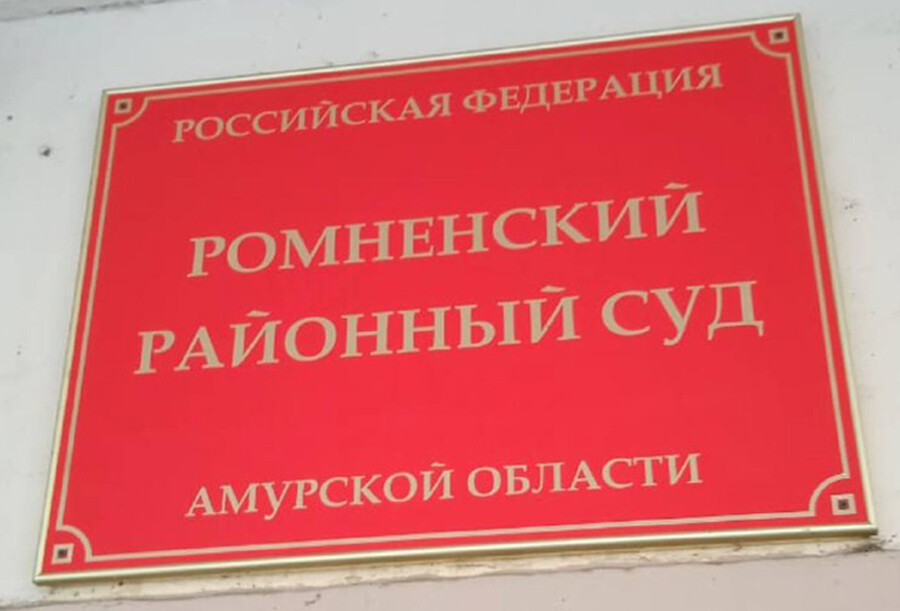 РОССИЙСКАЯ ФЕДЕРАЦИЯ
РОМНЕНСКИЙ
РАЙОННЫЙ СУД
АМУРСКОЙ ОБЛАСТИ